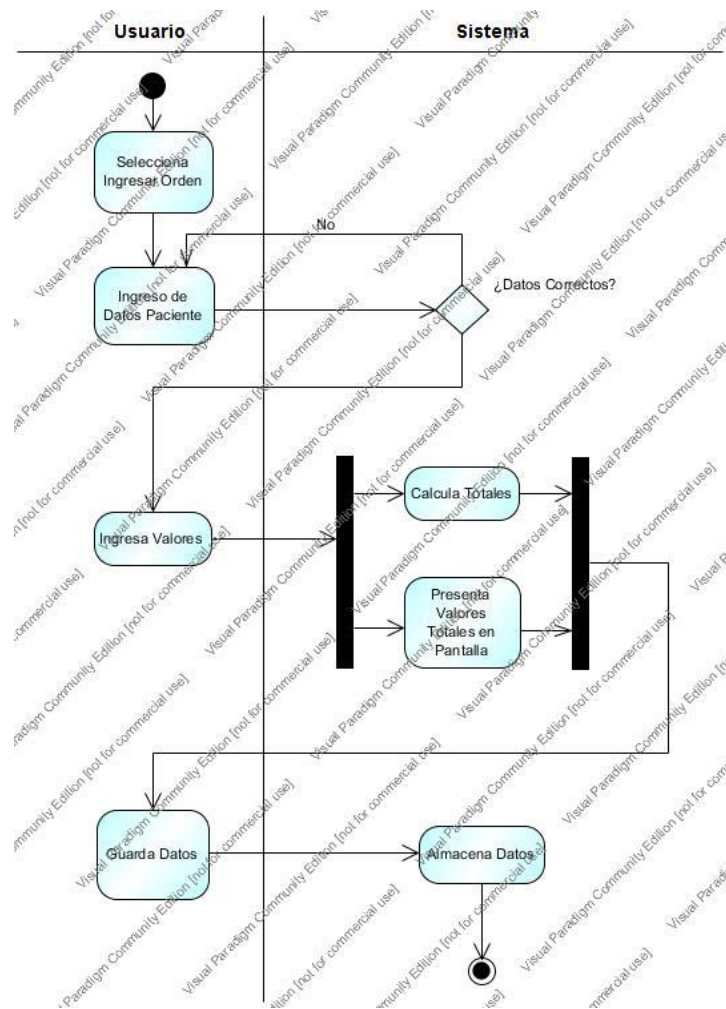 Usuario
Sistema
Selecciona
Ingresar Orden
No
Ingreso de
Datos Paciente
¿Datos Correctos?
Calcula Totales
Ingresa Valores
Presenta
Valores
Totales en
Pantalla
Guarda Datos
Almacena Datos
Visual Paradigm Community Edition [not for commercial use]